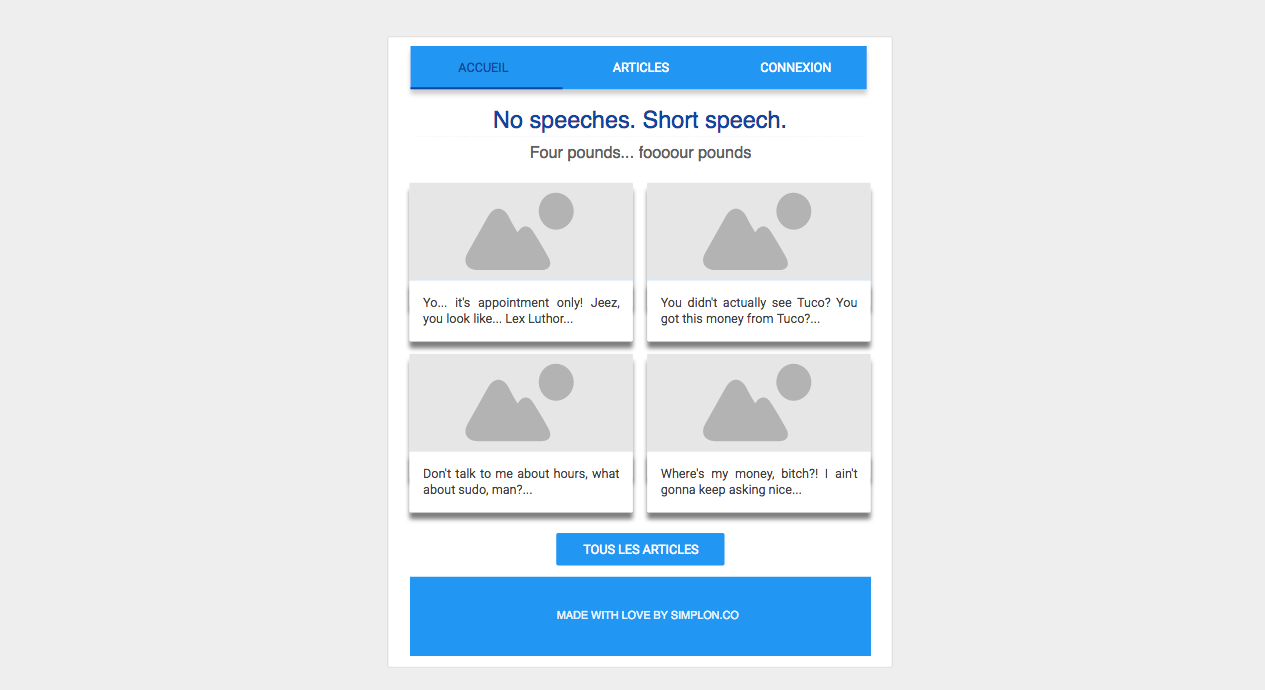 ACCUEIL ARTICLES CONNEXION
No speeches. Short speech.
Four pounds... foooour pounds
Yo... it's appointment only! Jeez,
you look like... Lex Luthor...
You didn't actually see Tuco? You
got this money from Tuco?...
Don't talk to me about hours, what
about sudo, man?...
Where's my money, bitch?! I ain't
gonna keep asking nice...
TOUS LES ARTICLES
MADE WITH LOVE BY SIMPLON.CO